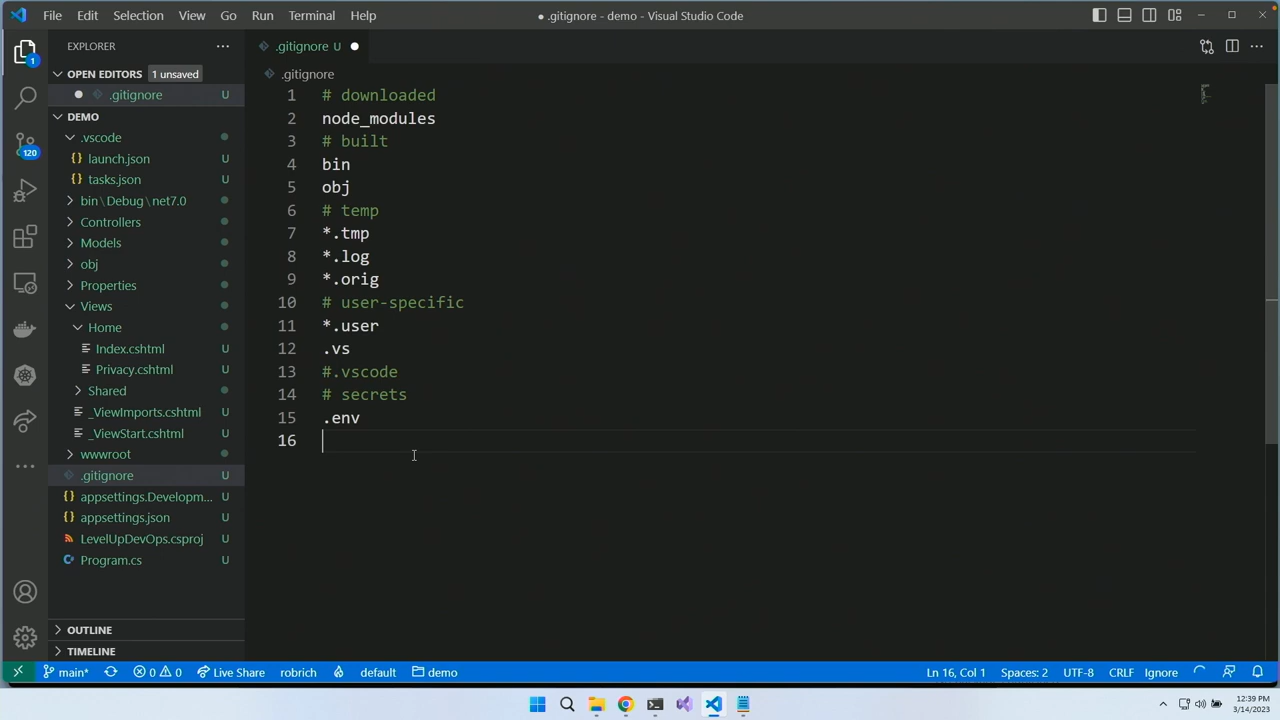 File Edit Selection View Go Run Terminal Help
● .gitignore - demo - Visual Studio Code
EXPLORER
.gitignore U
OPEN EDITORS 1 unsaved
.gitignore U
.gitignore
DEMO
.vscode
launch.json U
tasks.json U
bin\Debug\net7.0
Controllers
Models
obj
Properties
Views
Home
Index.cshtml U
Privacy.cshtml U
Shared
_ViewImports.cshtml U
_ViewStart.cshtml U
wwwroot
.gitignore U
appsettings.Developm... U
appsettings.json U
LevelUpDevOps.csproj U
Program.cs U
OUTLINE
TIMELINE
1
120
1 # downloaded
2 node_modules
3 # built
4 bin
5 obj
6 # temp
7 *.tmp
8 *.log
9 *.orig
10 # user-specific
11 *.user
12 .vs
13 #.vscode
14 # secrets
15 .env
16
main* 0 0 Live Share robrich default demo Ln 16, Col 1 Spaces: 2 UTF-8 CRLF Ignore
12:39 PM
3/14/2023